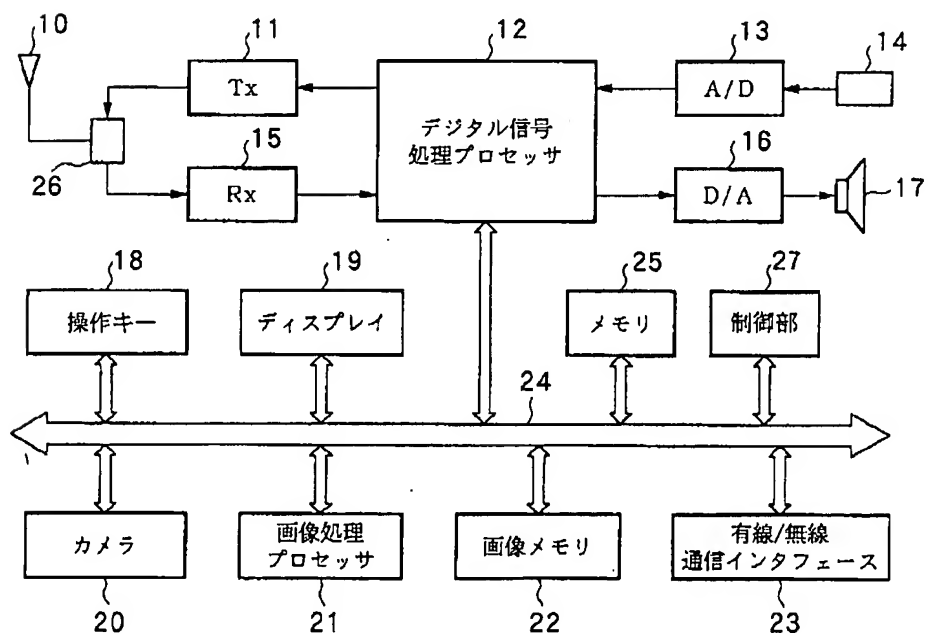 10
11
12
13
14
Tx
A/D
デジタル信号
処理プロセッサ
26
15
16
Rx
D/A
17
18
19
25
27
操作キー
ディスプレイ
メモリ
制御部
24
カメラ
画像処理
プロセッサ
画像メモリ
有線/無線
通信インタフェース
20
21
22
23